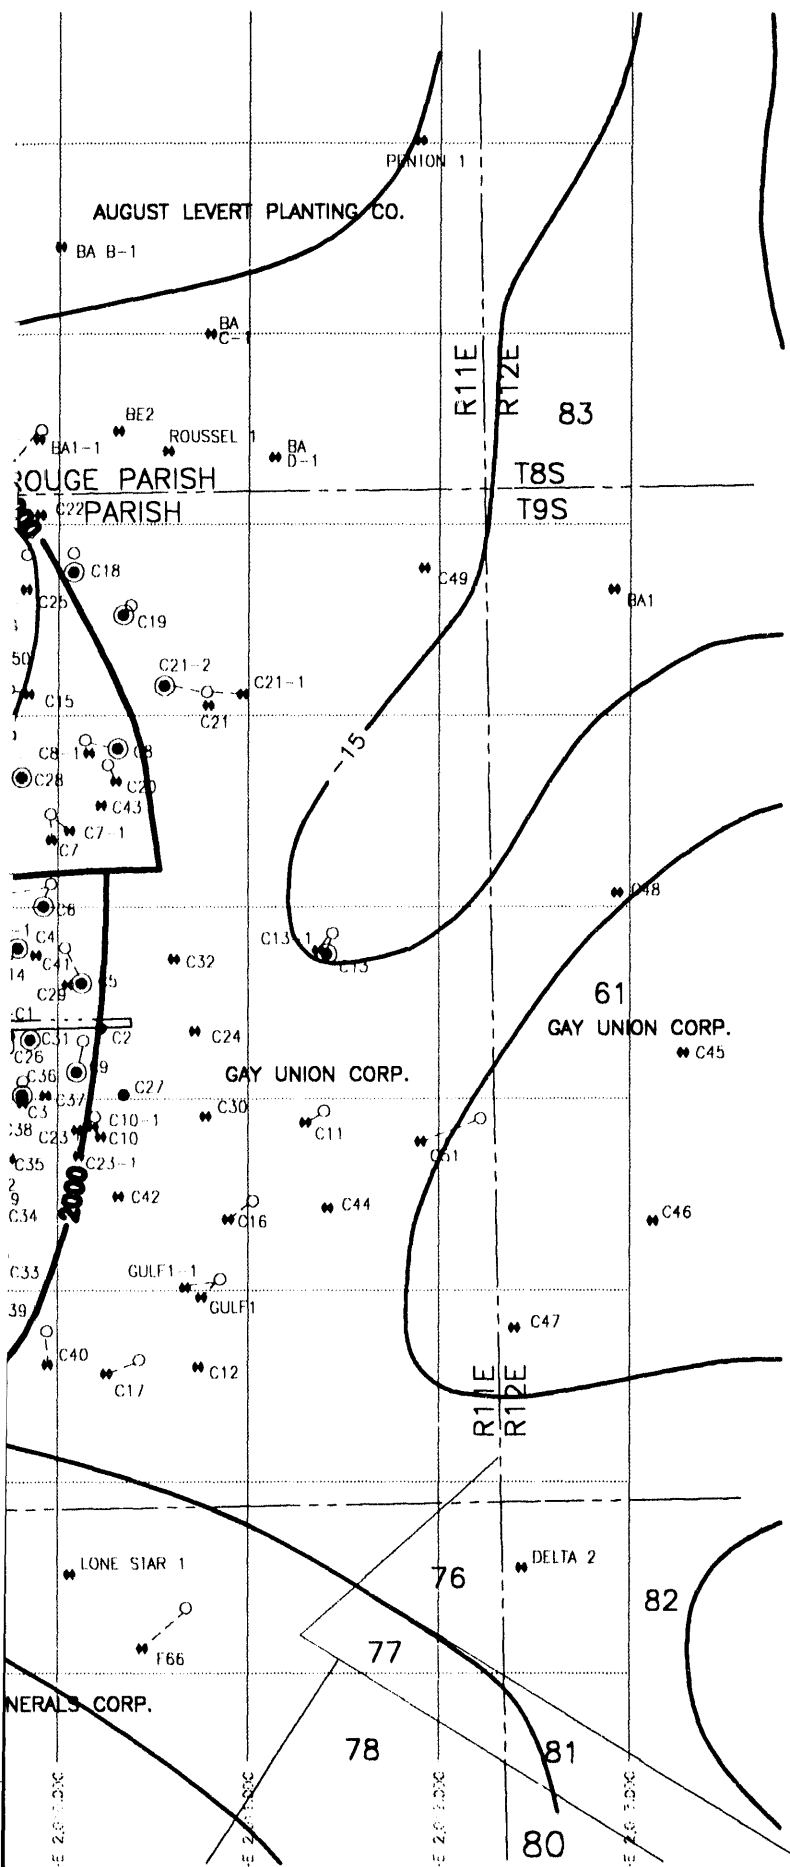 PENION 1
AUGUST LEVERT PLANTING CO.
BA B-1
BA
C-1
R11E
R12E
83
BE2
ROUSSEL 1
BA
D-1
BA1-1
ROUGE PARISH
T8S
C22
PARISH
T9S
C18
C49
BA1
C25
C19
50
C21-2
C21-1
C15
C21
-15
C8-1
C8
C28
C20
C43
C7-1
C7
C48
C6
C4
C13-1
C13
C41
C32
14
C29
C5
61
C1
C2
C24
GAY UNION CORP.
C31
C26
C45
C36
C9
GAY UNION CORP.
C37
C27
C3
C30
C10-1
C11
C38
C23
C10
C51
C35
C23-1
2000
C42
C44
C34
C16
C46
C33
GULF1-1
GULF1
39
C47
C40
C17
C12
R11E
R12E
LONE STAR 1
76
DELTA 2
82
F66
77
NERALS CORP.
78
81
80